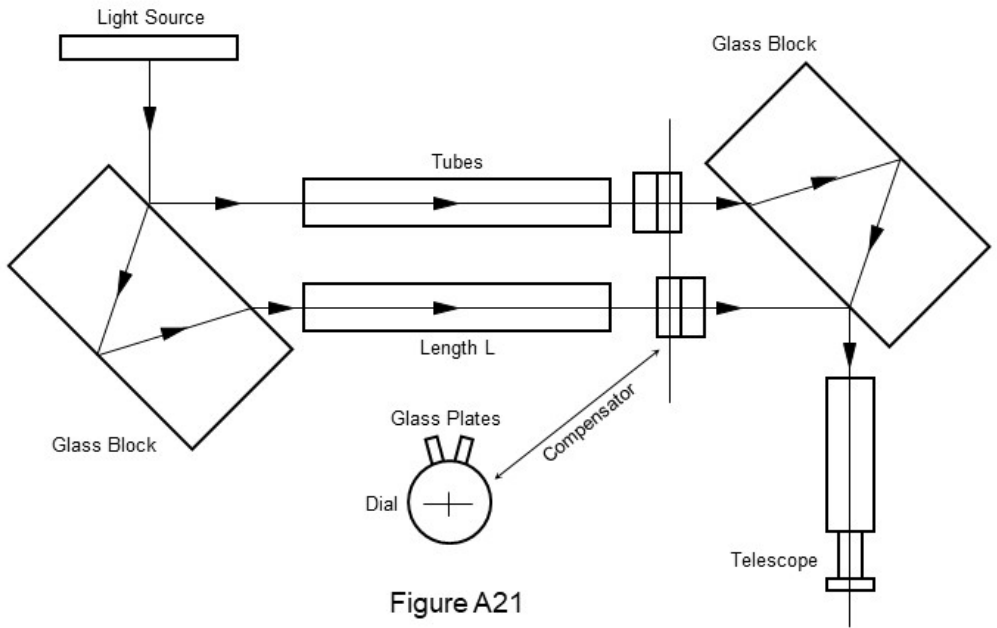 Light Source
Glass Block
Tubes
Length L
Glass Block
Compensator
Glass Plates
Dial
Telescope
Figure A21